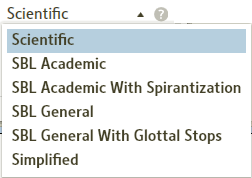 Scientific ?
Scientific
SBL Academic
SBL Academic With Spirantization
SBL General
SBL General With Glottal Stops
Simplified